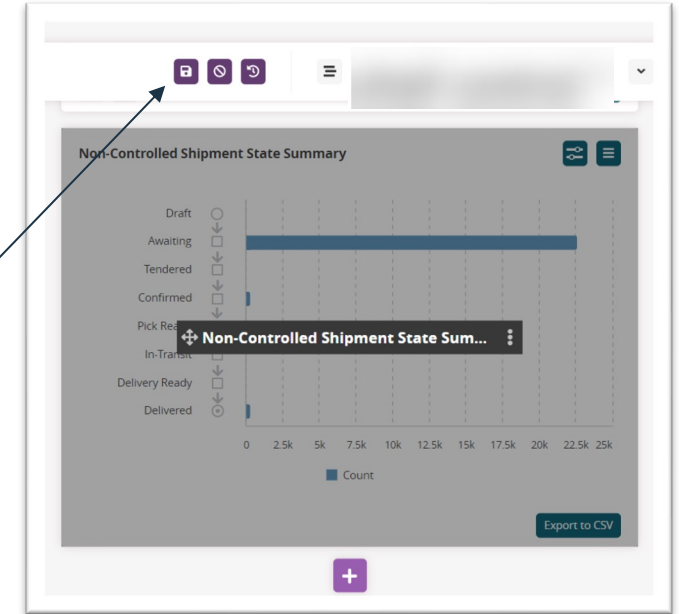 Non-Controlled Shipment State Summary
Draft
Awaiting
Tendered
Confirmed
Pick Rea
Non-Controlled Shipment State Sum...
In-Transit
Delivery Ready
Delivered
0 2.5k 5k 7.5k 10k 12.5k 15k 17.5k 20k 22.5k 25k
Count
Export to CSV